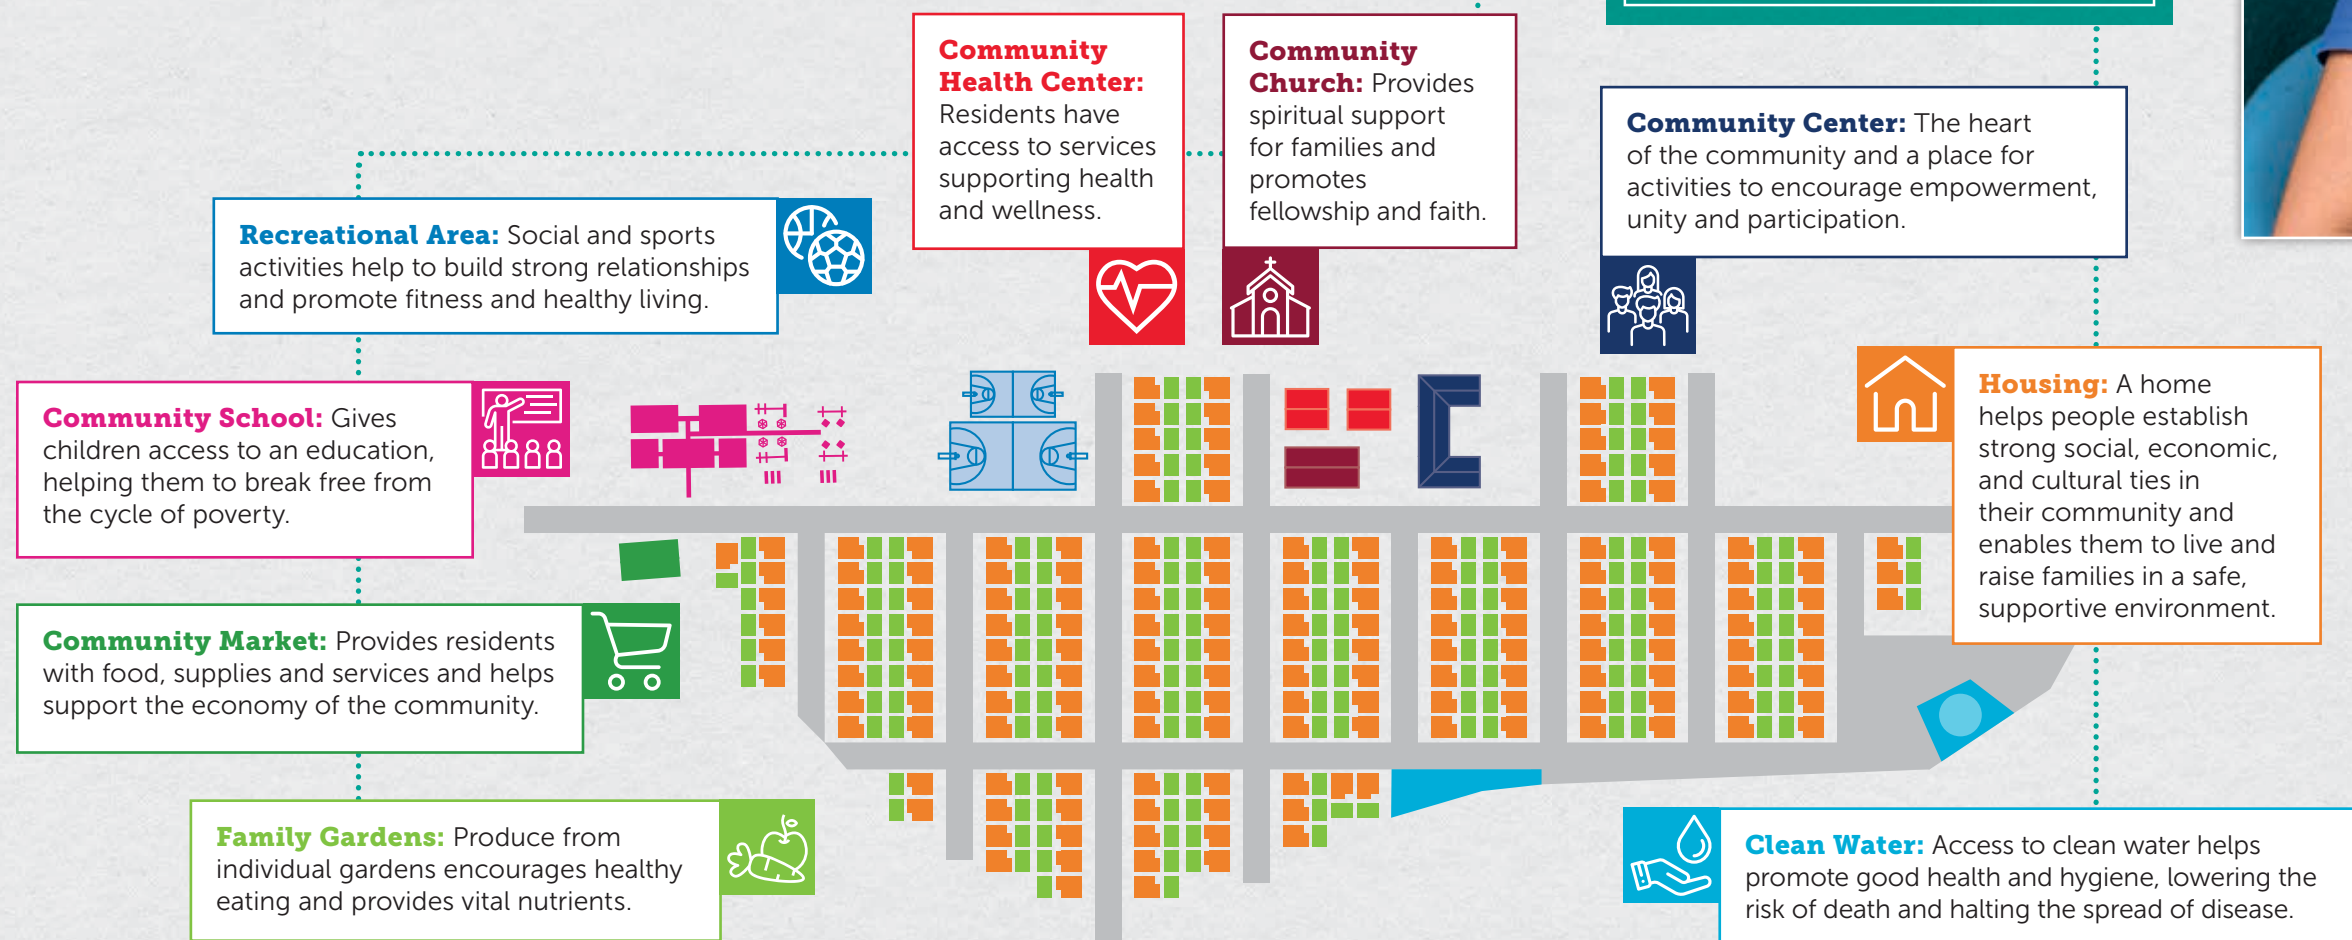 Community
Health Center:
Residents have
access to services
supporting health
and wellness.
Community
Church: Provides
spiritual support
for families and
promotes
fellowship and faith.
Community Center: The heart
of the community and a place for
activities to encourage empowerment,
unity and participation.
Recreational Area: Social and sports
activities help to build strong relationships
and promote fitness and healthy living.
Community School: Gives
children access to an education,
helping them to break free from
the cycle of poverty.
Housing: A home
helps people establish
strong social, economic,
and cultural ties in
their community and
enables them to live and
raise families in a safe,
supportive environment.
Community Market: Provides residents
with food, supplies and services and helps
support the economy of the community.
Family Gardens: Produce from
individual gardens encourages healthy
eating and provides vital nutrients.
Clean Water: Access to clean water helps
promote good health and hygiene, lowering the
risk of death and halting the spread of disease.